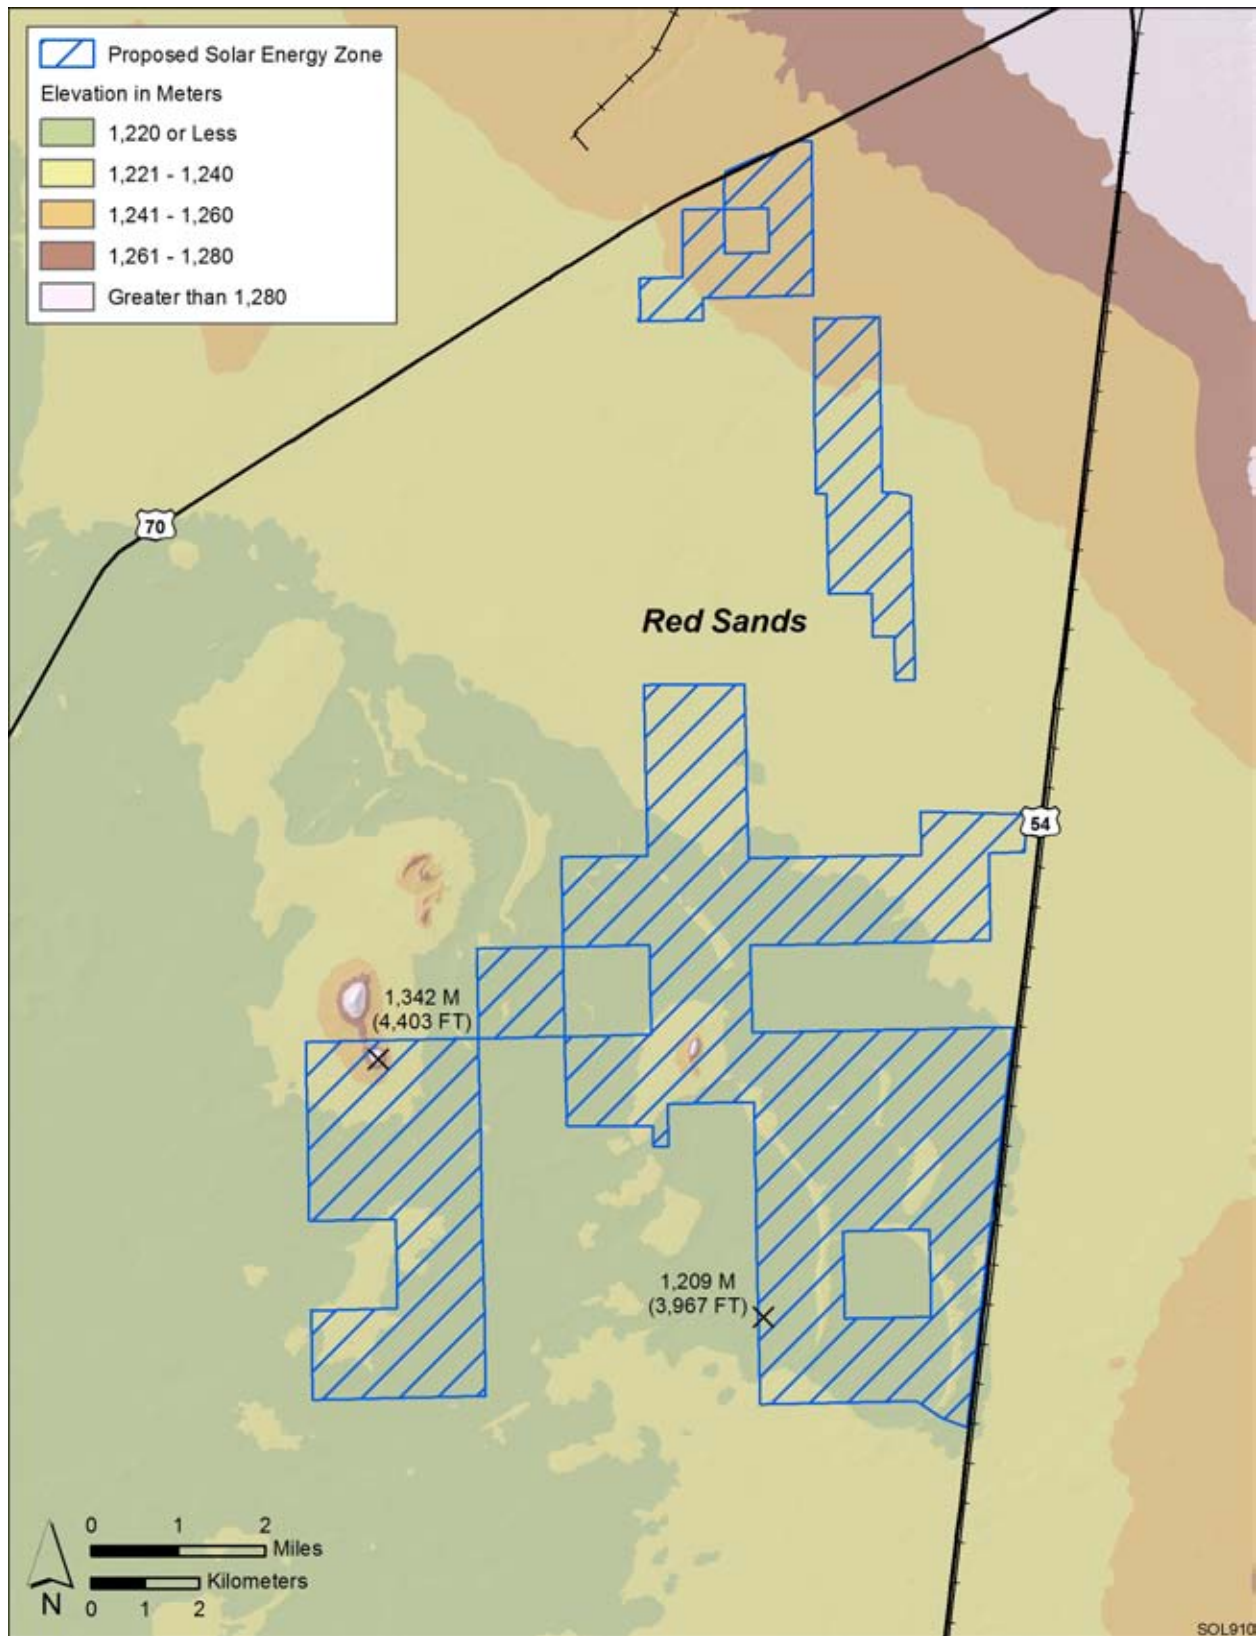 Proposed Solar Energy Zone
Elevation in Meters
1,220 or Less
1,221 - 1,240
1,241 - 1,260
1,261 - 1,280
Greater than 1,280
70
Red Sands
54
1,342 M
(4,403 FT)
1,209 M
(3,967 FT)
0 1 2
Miles
Kilometers
0 1 2
N
SOL910